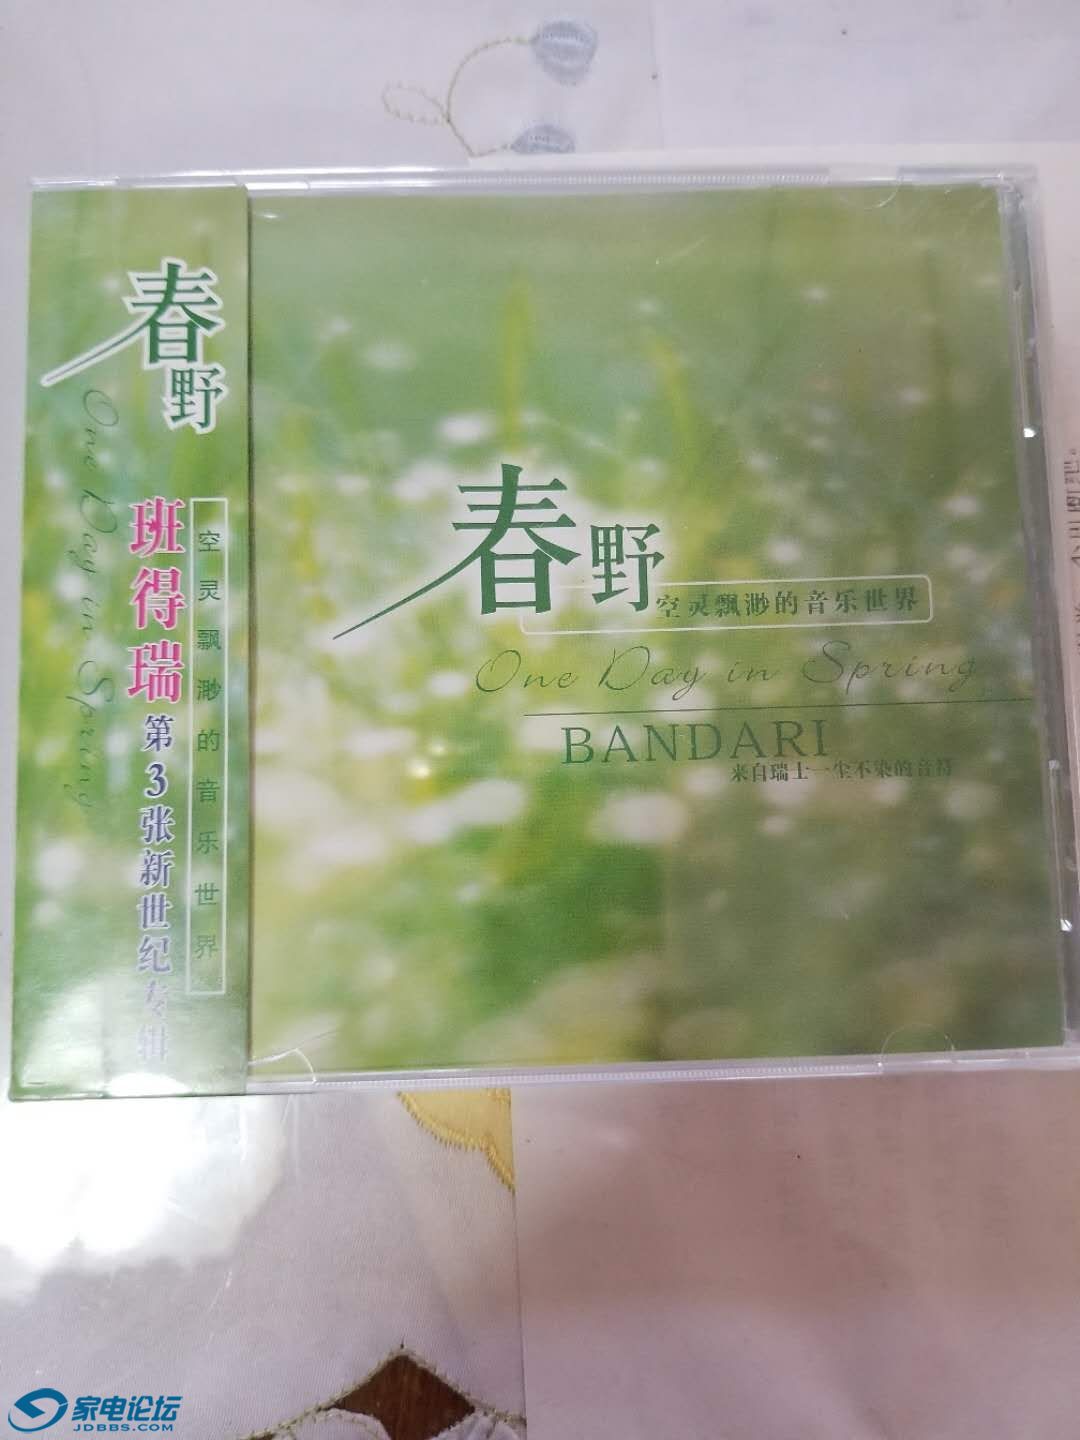 春野
One Day in Spring
班得瑞
第3张新世纪专辑
空灵飘渺的音乐世界
春野
空灵飘渺的音乐世界
One Day in Spring
BANDARI
来自瑞士一尘不染的音符
家电论坛
JDBBS.COM